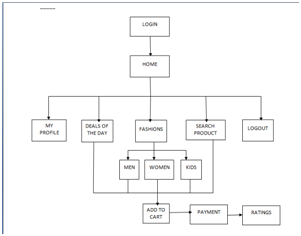 LOGIN
HOME
MY
PROFILE
DEALS OF
THE DAY
FASHIONS
SEARCH
PRODUCT
LOGOUT
MEN
WOMEN
KIDS
ADD TO
CART
PAYMENT
RATINGS